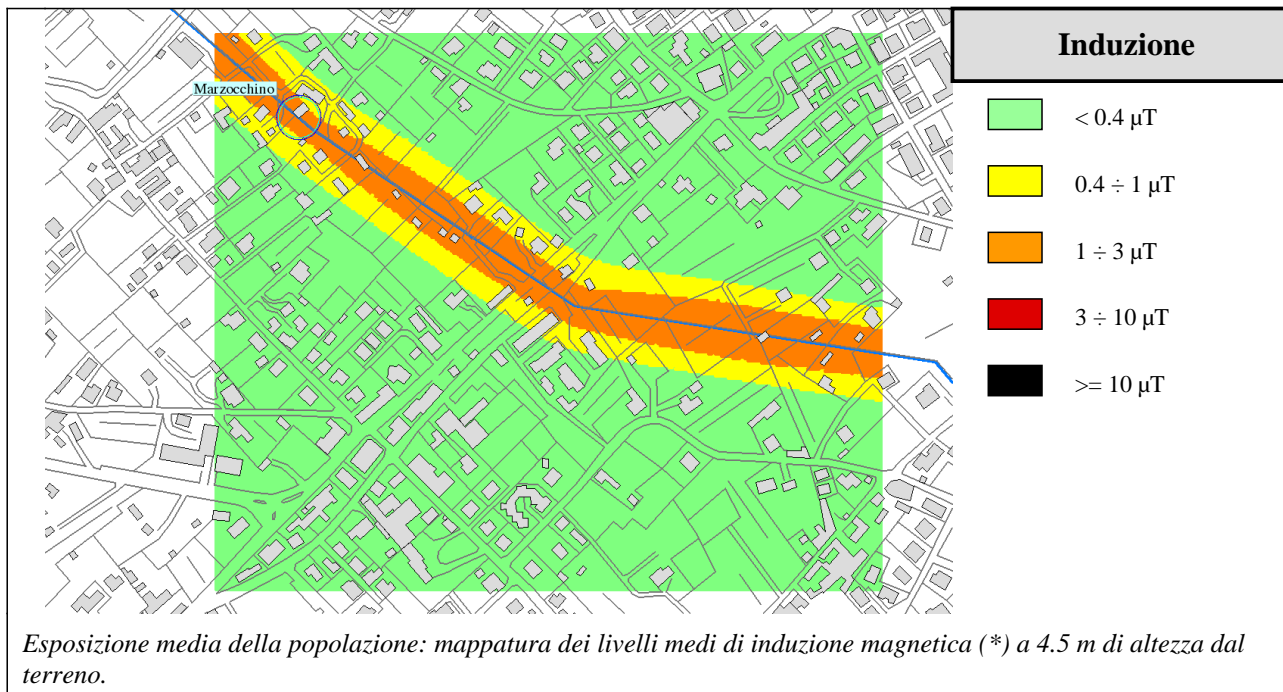 Induzione
Marzocchino
< 0.4 µT
0.4 ÷ 1 µT
1 ÷ 3 µT
3 ÷ 10 µT
>= 10 µT
Esposizione media della popolazione: mappatura dei livelli medi di induzione magnetica (*) a 4.5 m di altezza dal
terreno.